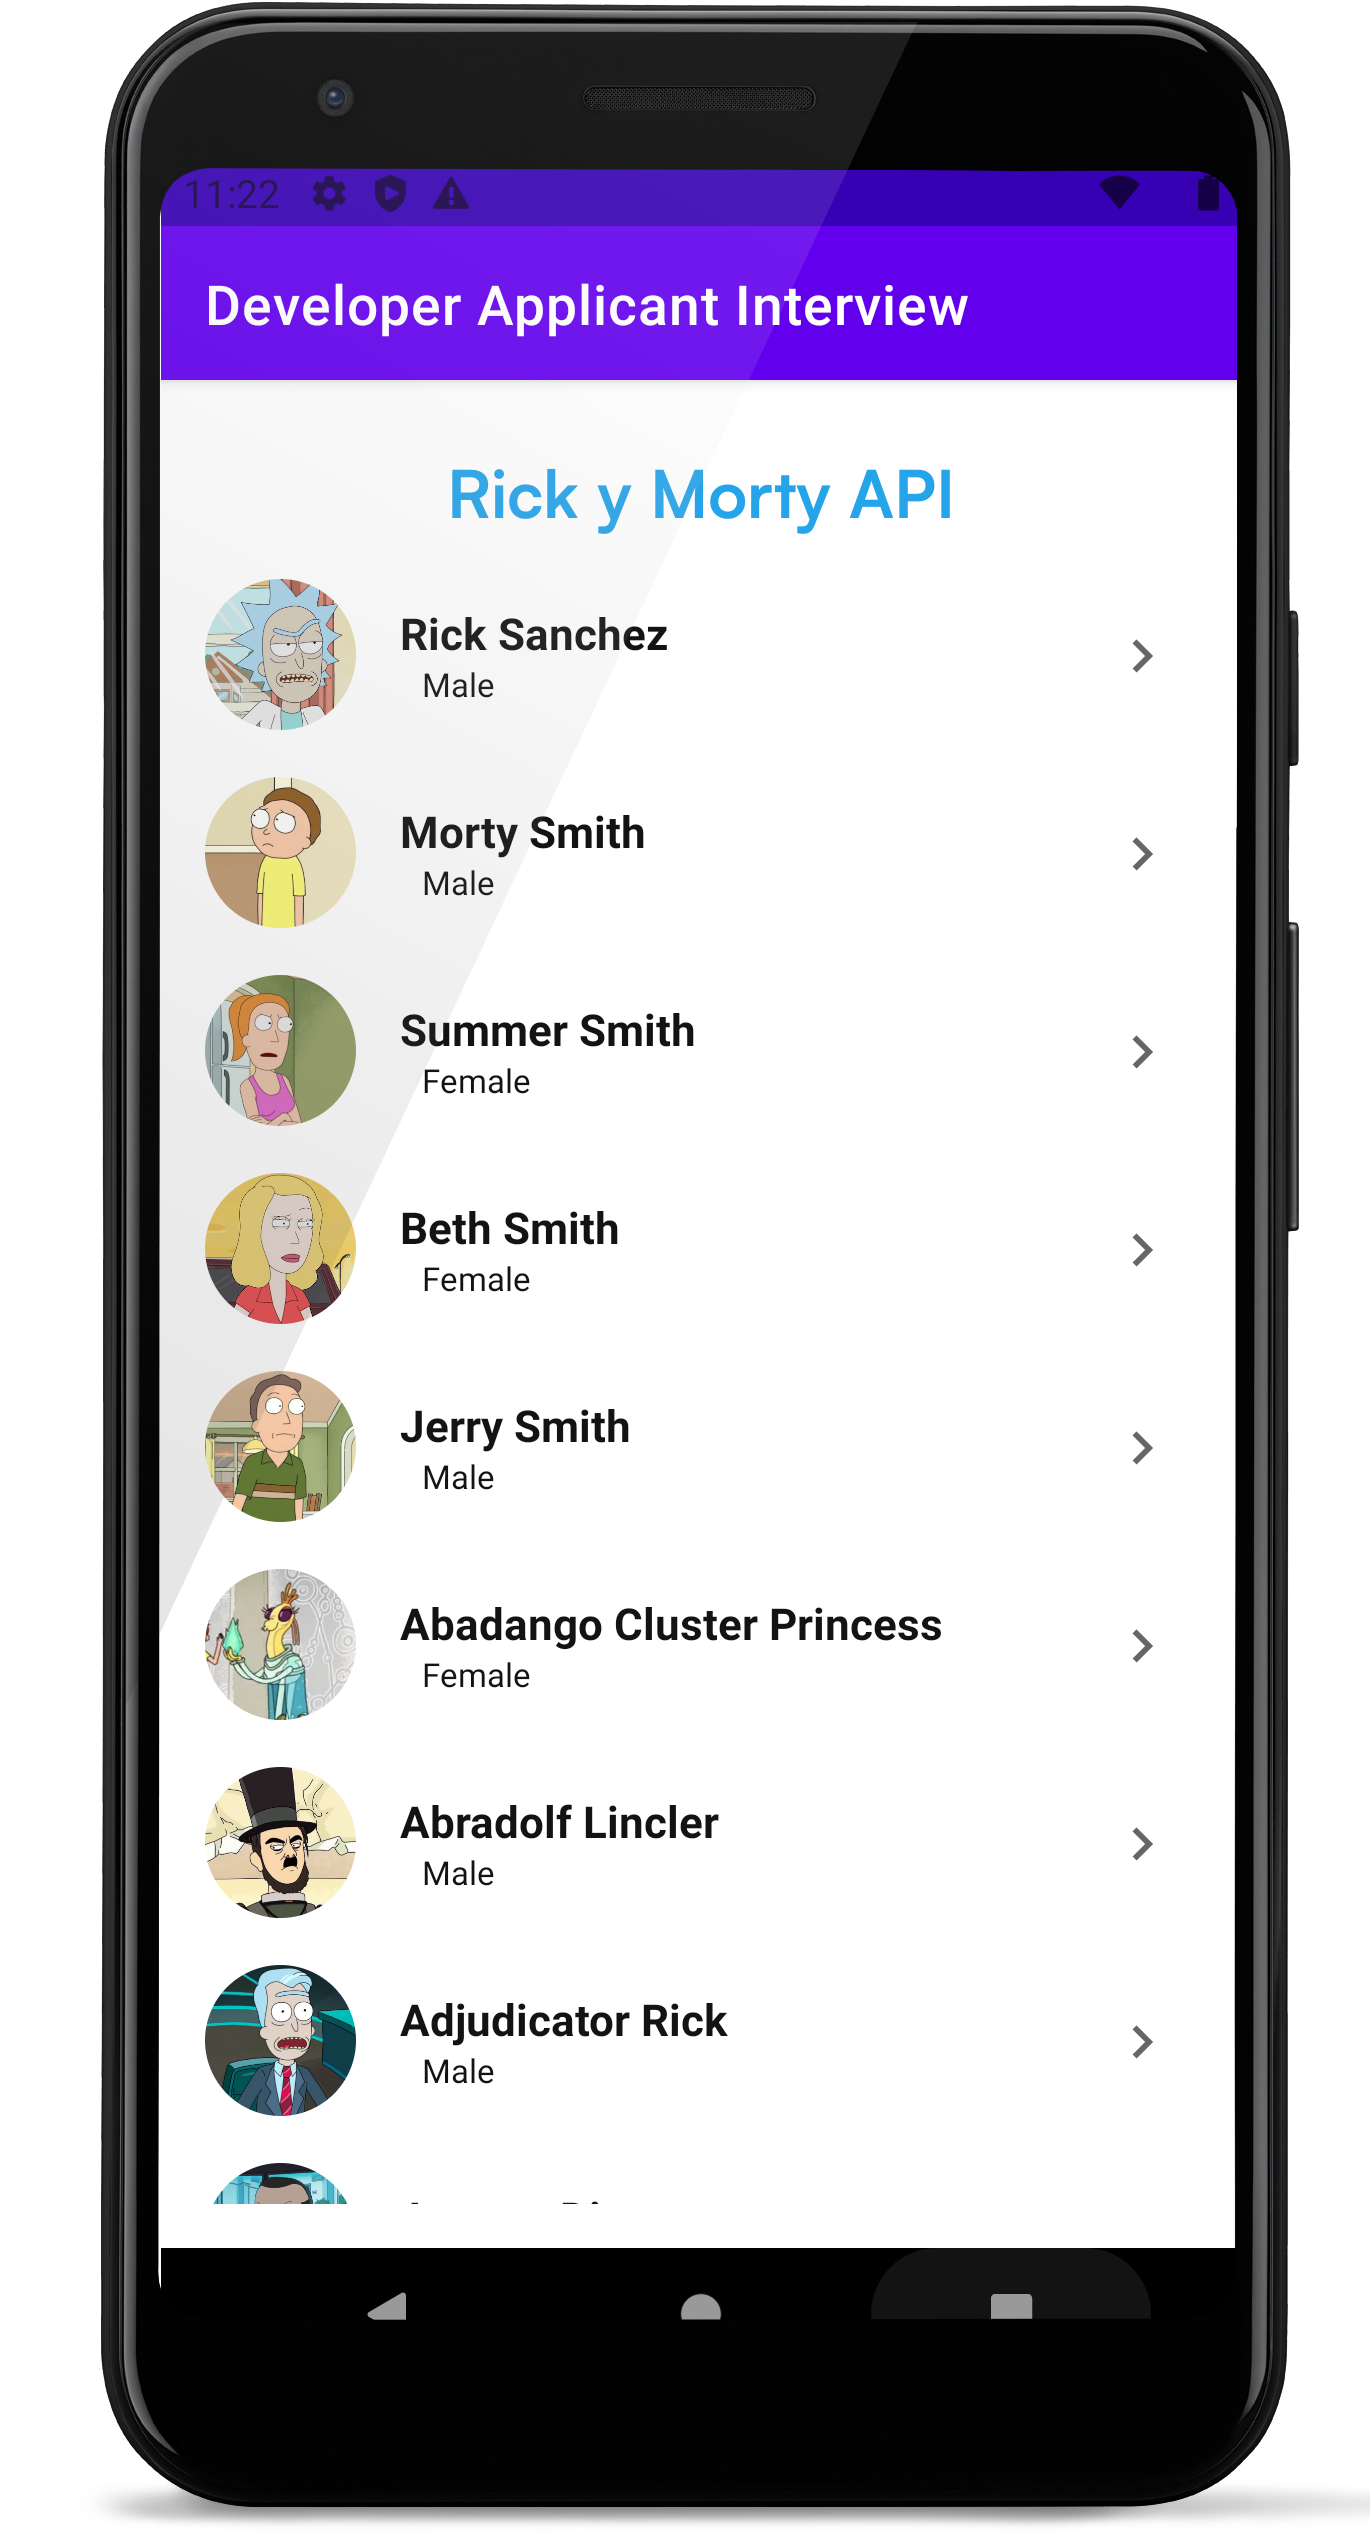 11:22
Developer Applicant Interview
Rick y Morty API
Rick Sanchez
Male
Morty Smith
Male
Summer Smith
Female
Beth Smith
Female
Jerry Smith
Male
Abadango Cluster Princess
Female
Abradolf Lincler
Male
Adjudicator Rick
Male